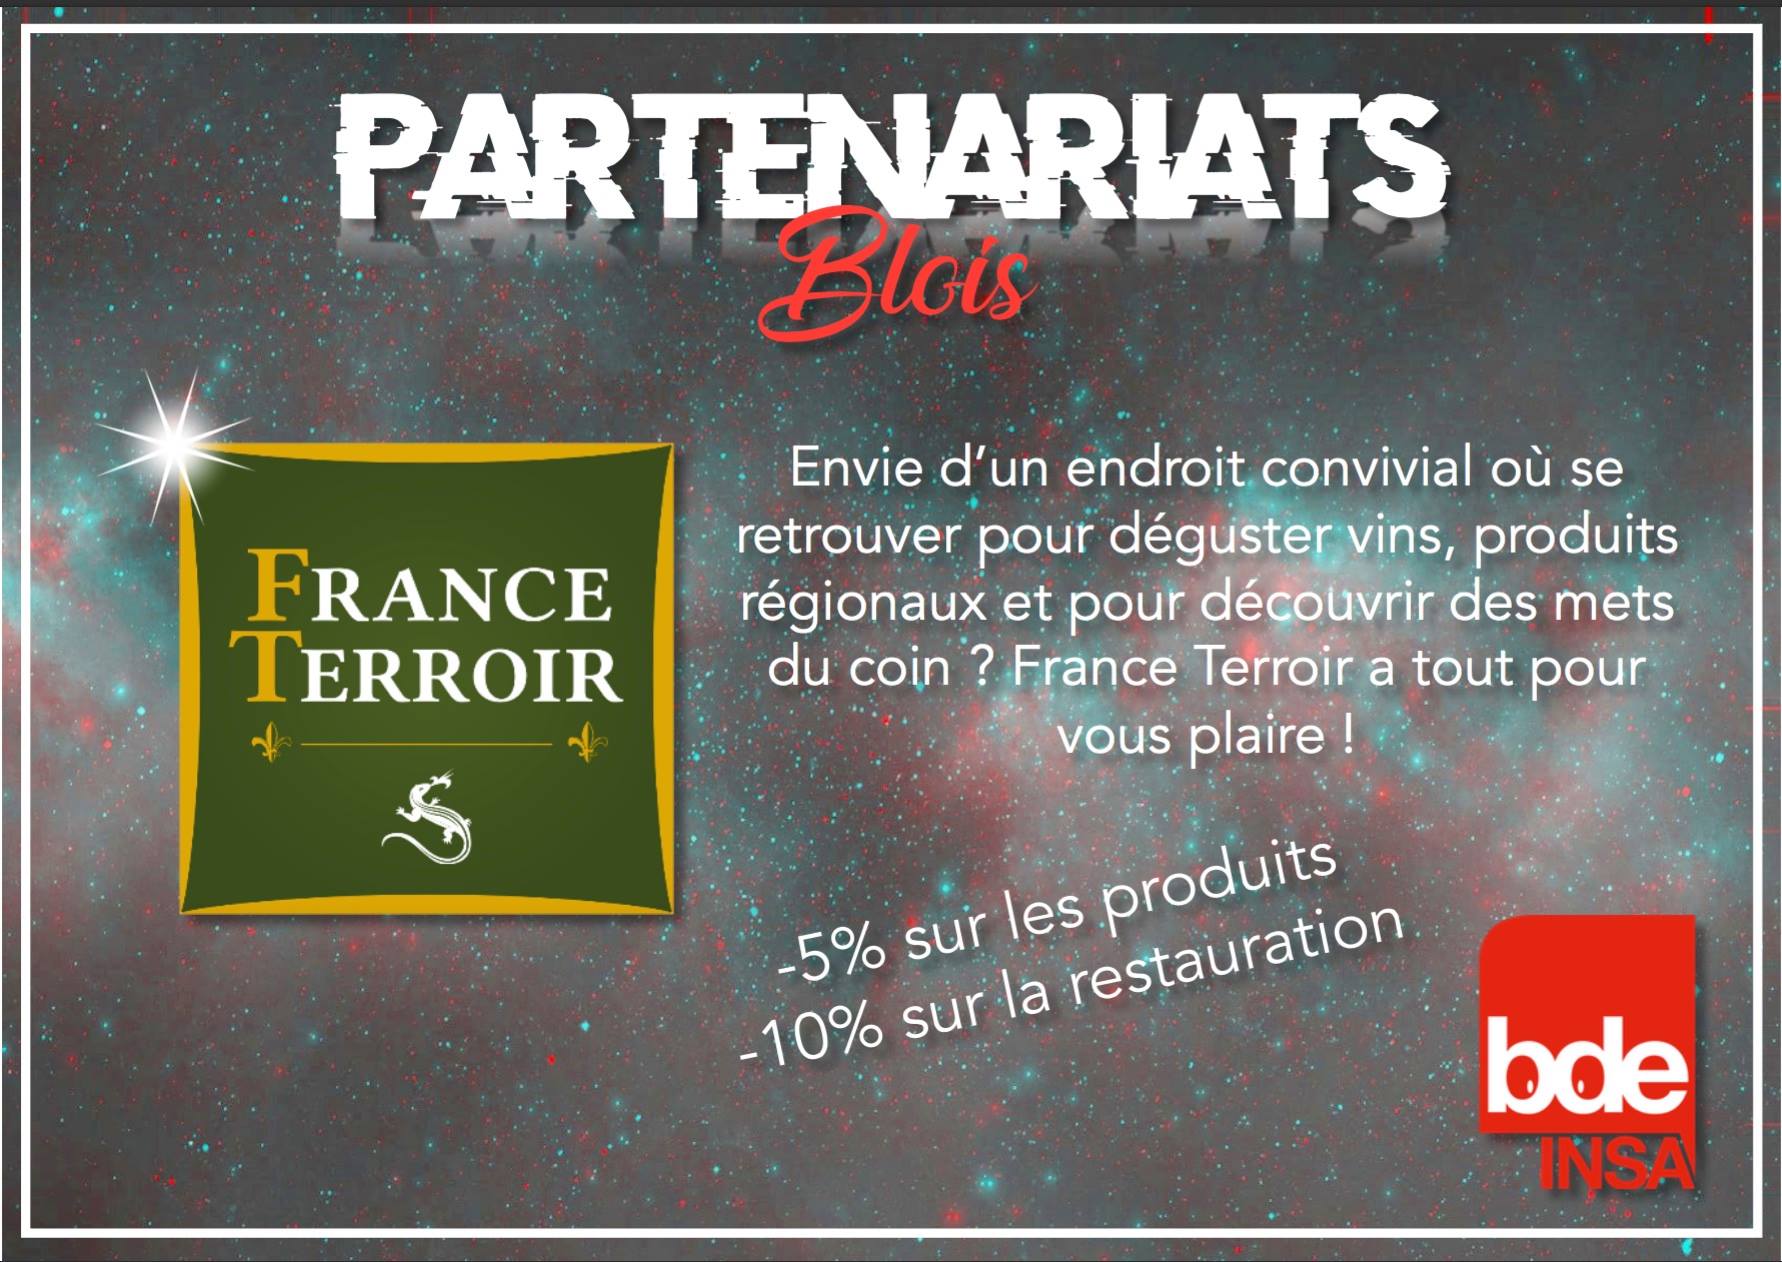 PARTENARIATS
Blois
FRANCE
TERROIR
Envie d’un endroit convivial où se
retrouver pour déguster vins, produits
régionaux et pour découvrir des mets
du coin ? France Terroir a tout pour
vous plaire !
-5% sur les produits
-10% sur la restauration
bde
INSA